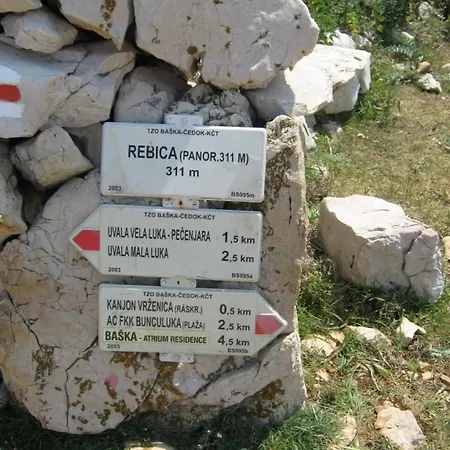 TZO BAŠKA-ČEDOK-KČT
REBICA (PANOR.311 M)
311 m
2003 BS095m
TZO BAŠKA-ČEDOK-KČT
UVALA VELA LUKA - PEČENJARA 1,5 km
UVALA MALA LUKA 2,5 km
2003 BS095a
TZO BAŠKA-ČEDOK-KČT
KANJON VRŽENICA (RÁSKR.) 0,5 km
AC FKK BUNCULUKA (PLAŽA) 2,5 km
BAŠKA - ATRIUM RESIDENCE 4,5 km
2003 BS095b